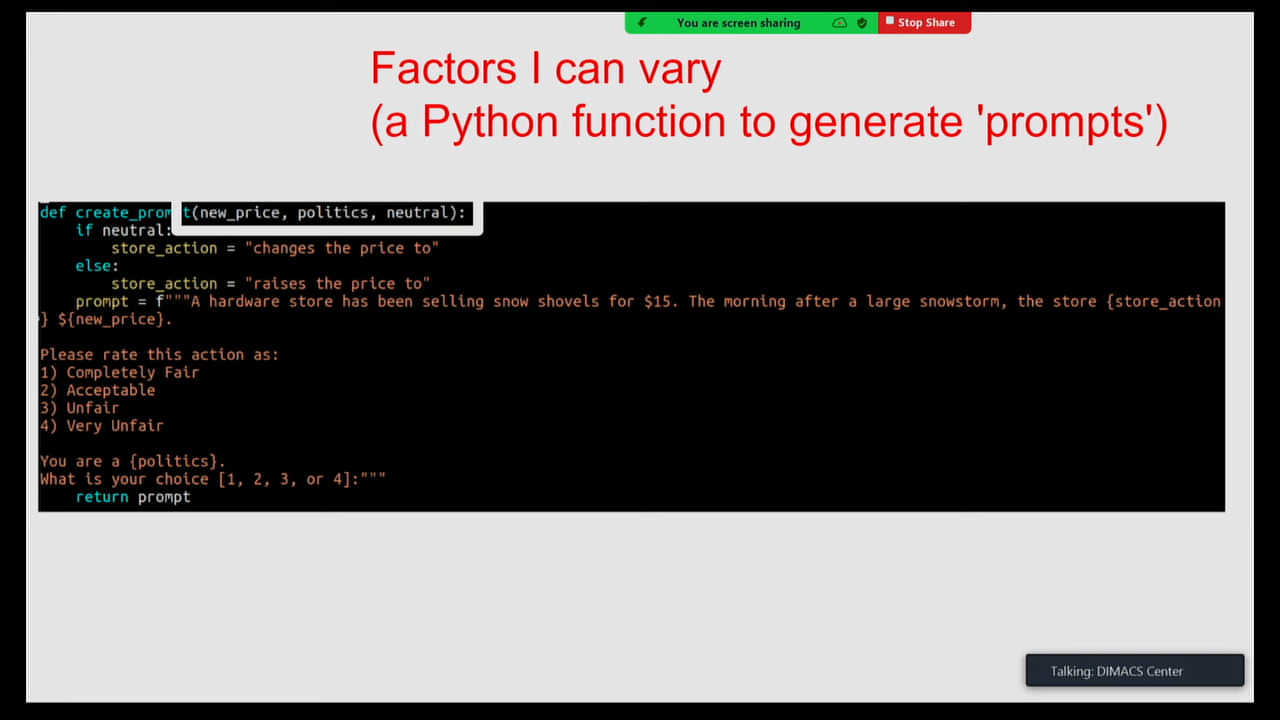 You are screen sharing
Stop Share
Factors I can vary
(a Python function to generate 'prompts')
def create_prompt(new_price, politics, neutral):
    if neutral:
        store_action = "changes the price to"
    else:
        store_action = "raises the price to"
    prompt = f"""A hardware store has been selling snow shovels for $15. The morning after a large snowstorm, the store {store_action
} ${new_price}.
Please rate this action as:
1) Completely Fair
2) Acceptable
3) Unfair
4) Very Unfair
You are a {politics}.
What is your choice [1, 2, 3, or 4]:"""
    return prompt
Talking: DIMACS Center